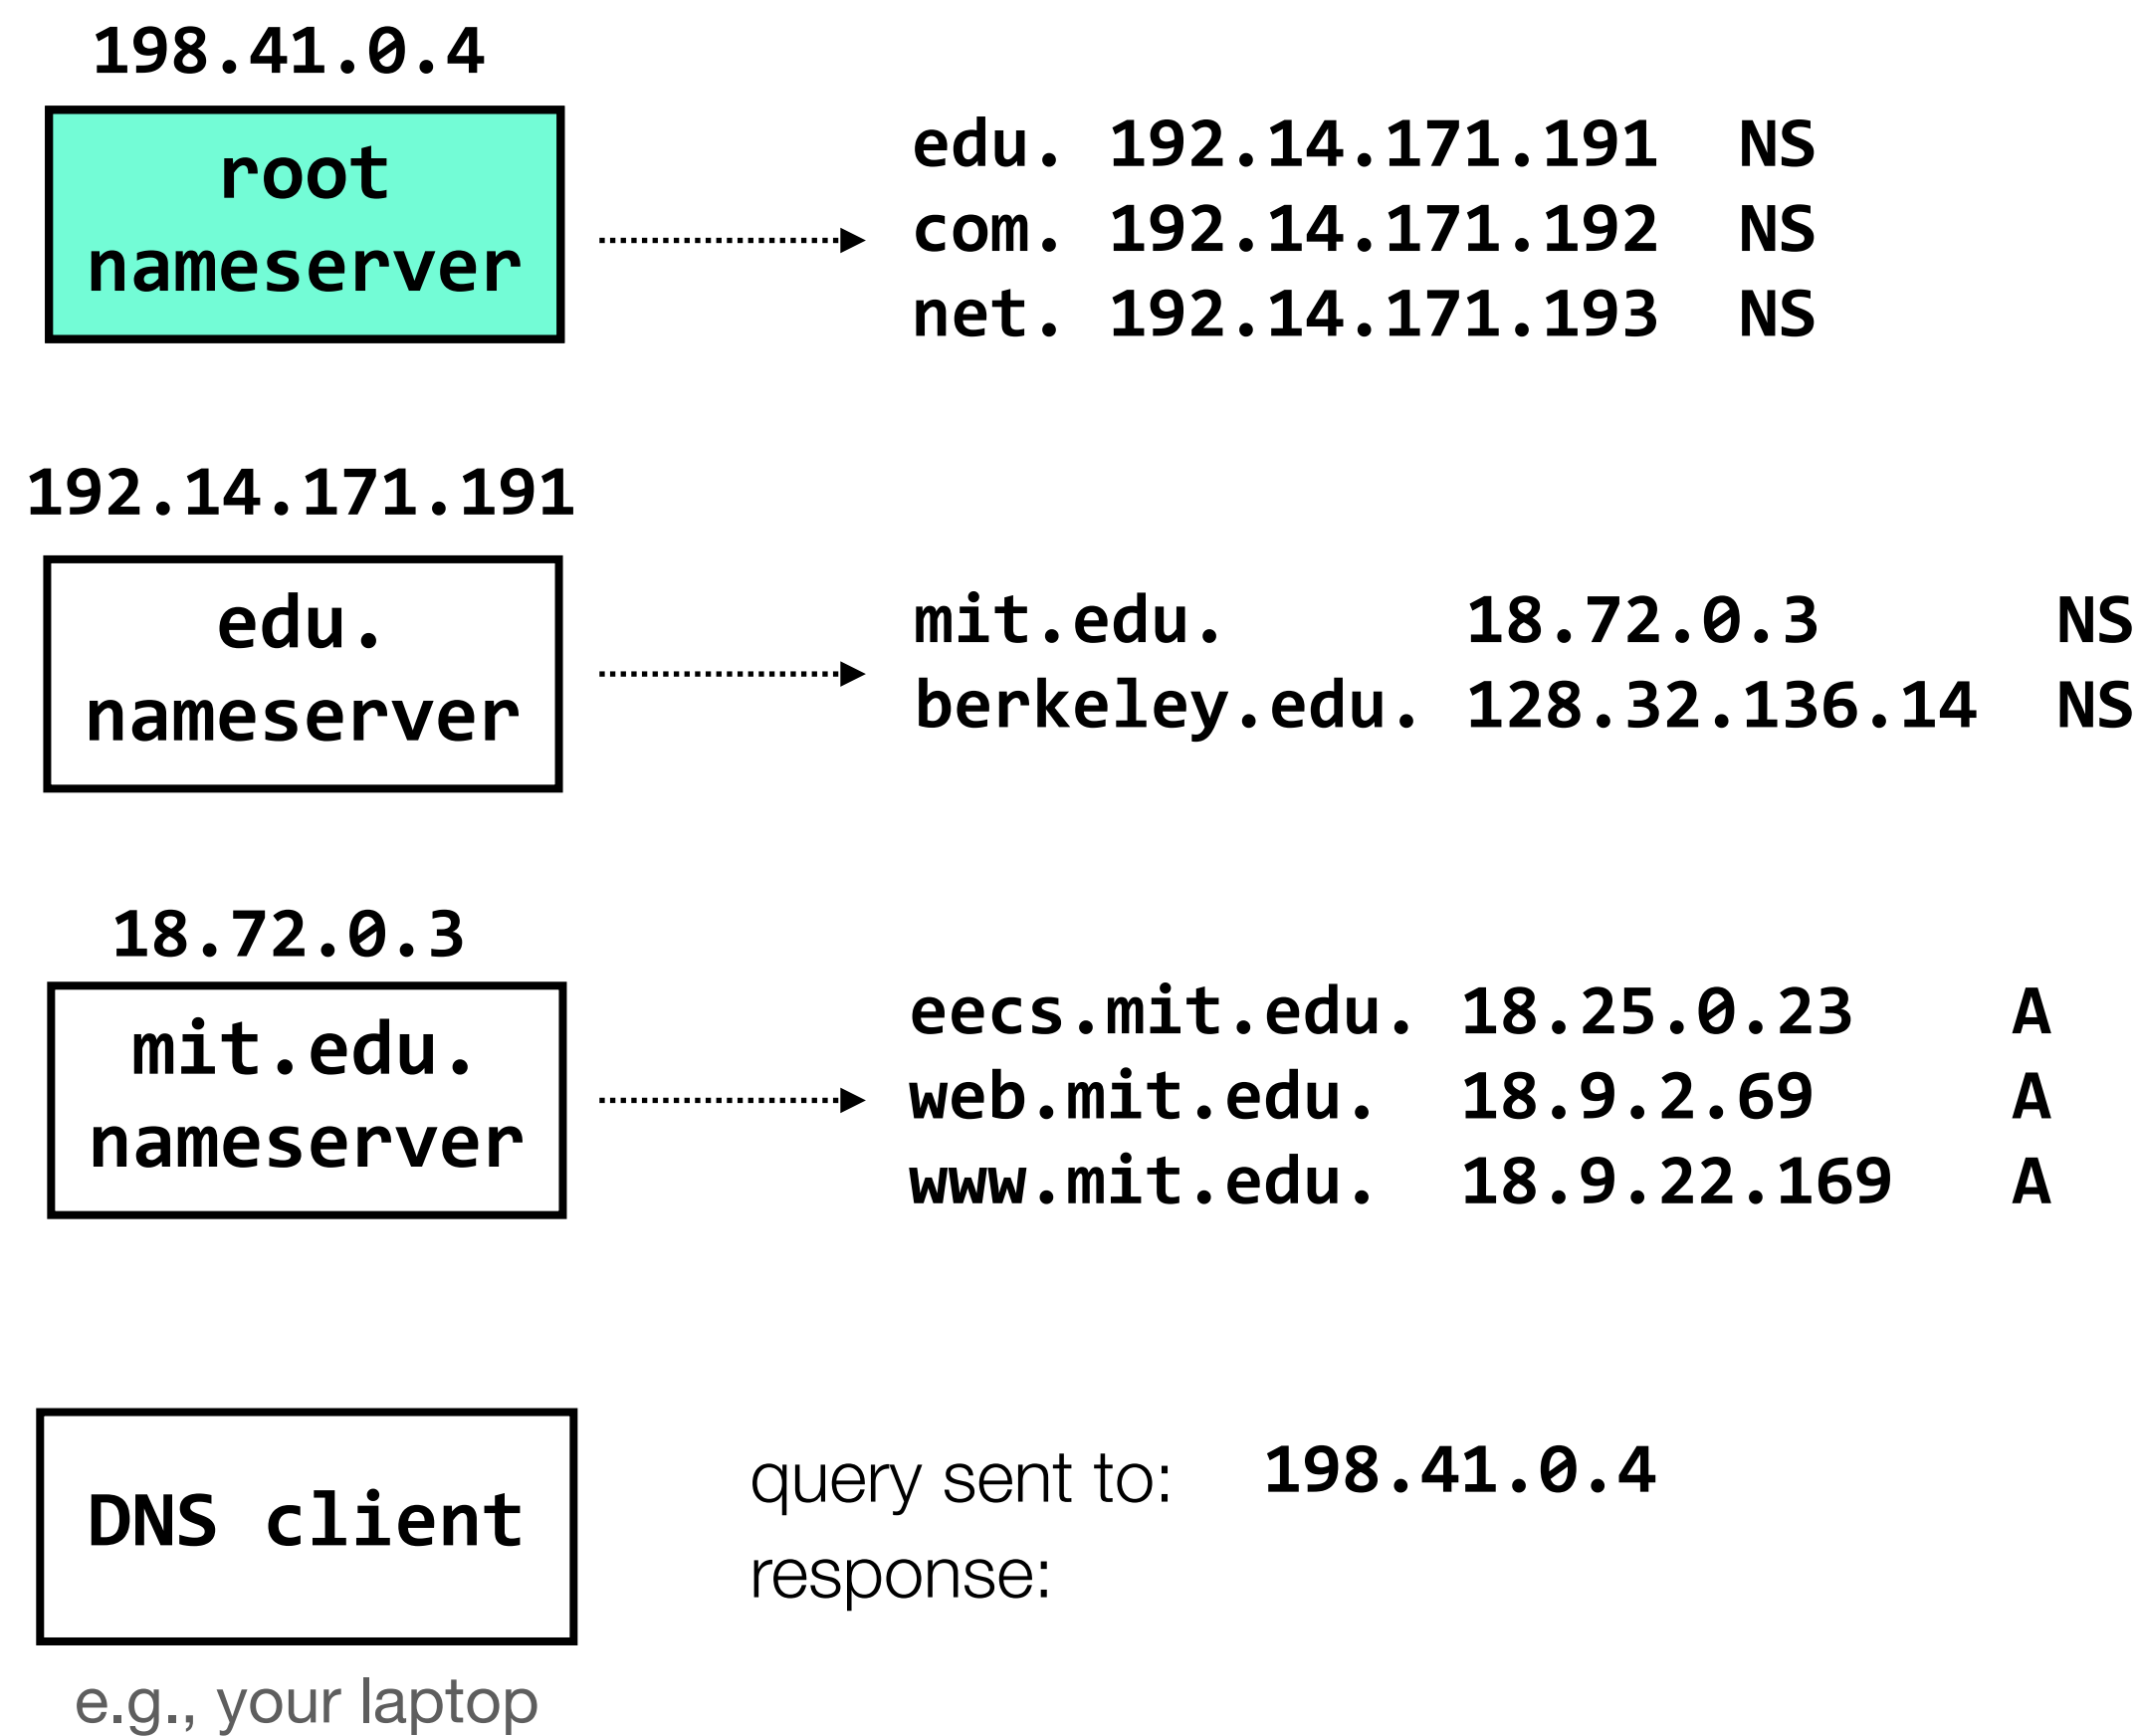 198.41.0.4
root
nameserver
edu. 192.14.171.191 NS
com. 192.14.171.192 NS
net. 192.14.171.193 NS
192.14.171.191
edu.
nameserver
mit.edu. 18.72.0.3 NS
berkeley.edu. 128.32.136.14 NS
18.72.0.3
mit.edu.
nameserver
eecs.mit.edu. 18.25.0.23 A
web.mit.edu. 18.9.2.69 A
www.mit.edu. 18.9.22.169 A
DNS client
e.g., your laptop
query sent to: 198.41.0.4
response: